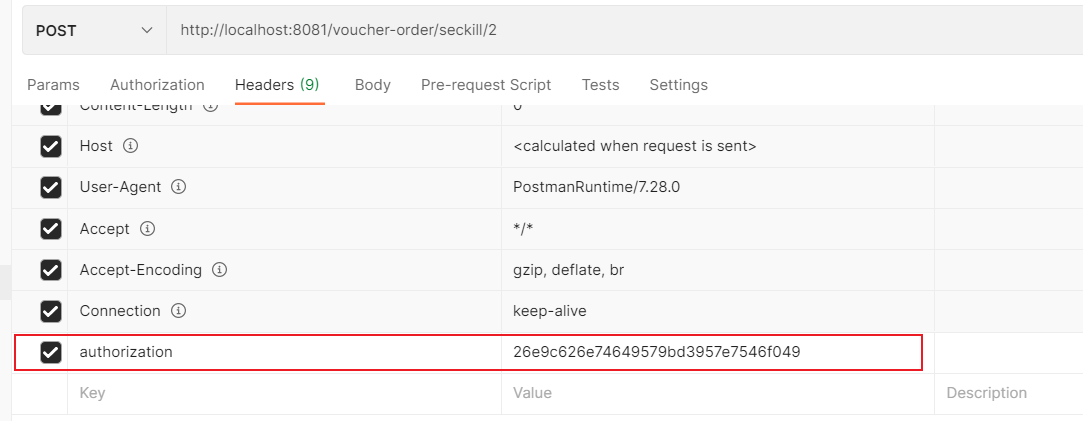 POST http://localhost:8081/voucher-order/seckill/2
Params Authorization Headers (9) Body Pre-request Script Tests Settings
Content-Length 0
Host <calculated when request is sent>
User-Agent PostmanRuntime/7.28.0
Accept */*
Accept-Encoding gzip, deflate, br
Connection keep-alive
authorization 26e9c626e74649579bd3957e7546f049
Key Value Description